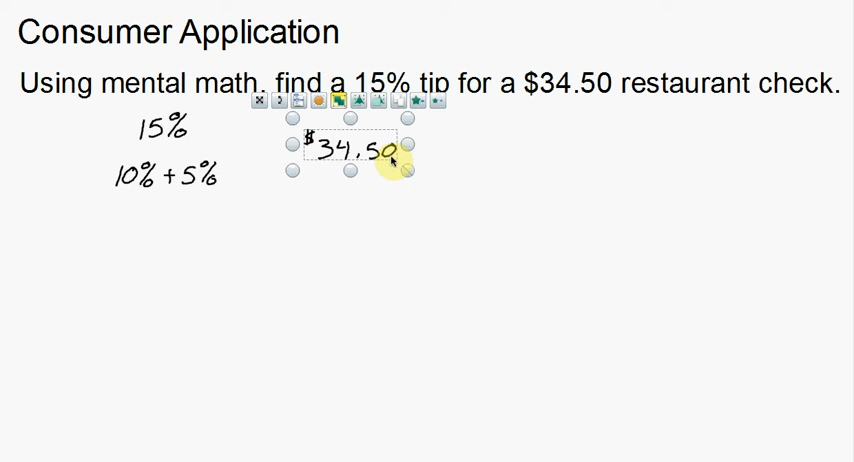 Consumer Application
Using mental math, find a 15% tip for a $34.50 restaurant check.
15%
$34.50
10% + 5%